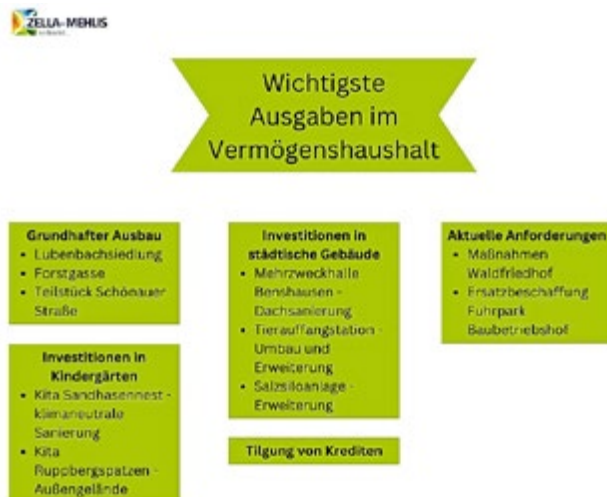 ZELLA-MEHLIS
Wichtigste
Ausgaben im
Vermögenshaushalt
Grundhafter Ausbau
• Lubenbachsiedlung
• Forstgasse
• Teilstück Schönauer
Straße
Investitionen in
Kindergärten
• Kita Sandhasennest -
klimaneutrale
Sanierung
• Kita
Ruppbergspatzen -
Außengelände
Investitionen in
städtische Gebäude
• Mehrzweckhalle
Benshausen -
Dachsanierung
• Tierauffangstation -
Umbau und
Erweiterung
• Salzsiloanlage -
Erweiterung
Tilgung von Krediten
Aktuelle Anforderungen
• Maßnahmen
Waldfriedhof
• Ersatzbeschaffung
Fuhrpark
Baubetriebshof